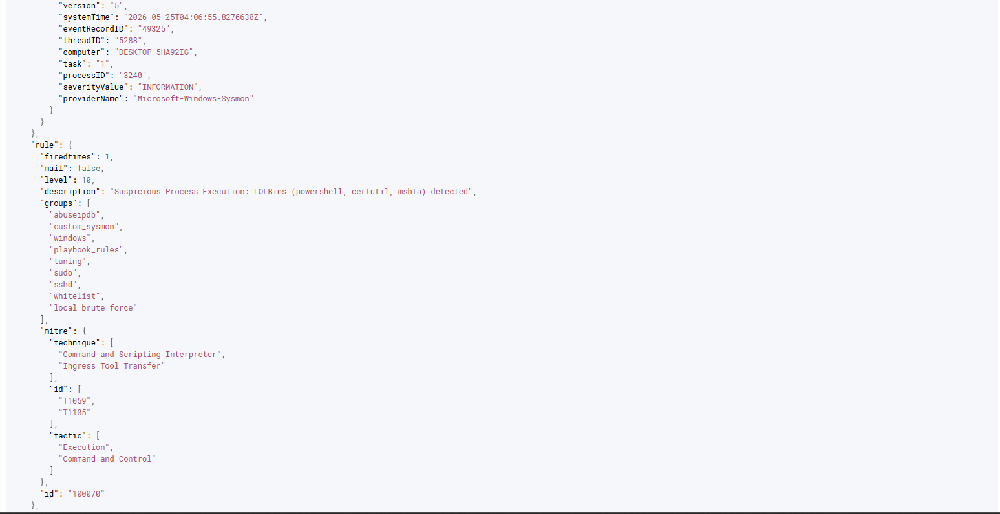 "version": "5",
"systemTime": "2026-05-25T04:06:55.8276630Z",
"eventRecordID": "49325",
"threadID": "5288",
"computer": "DESKTOP-5HA92IG",
"task": "1",
"processID": "3240",
"severityValue": "INFORMATION",
"providerName": "Microsoft-Windows-Sysmon"
}
}
},
"rule": {
"firedtimes": 1,
"mail": false,
"level": 10,
"description": "Suspicious Process Execution: LOLBins (powershell, certutil, mshta) detected",
"groups": [
"abuseipdb",
"custom_sysmon",
"windows",
"playbook_rules",
"tuning",
"sudo",
"sshd",
"whitelist",
"local_brute_force"
],
"mitre": {
"technique": [
"Command and Scripting Interpreter",
"Ingress Tool Transfer"
],
"id": [
"T1059",
"T1105"
],
"tactic": [
"Execution",
"Command and Control"
]
},
"id": "100070"
},